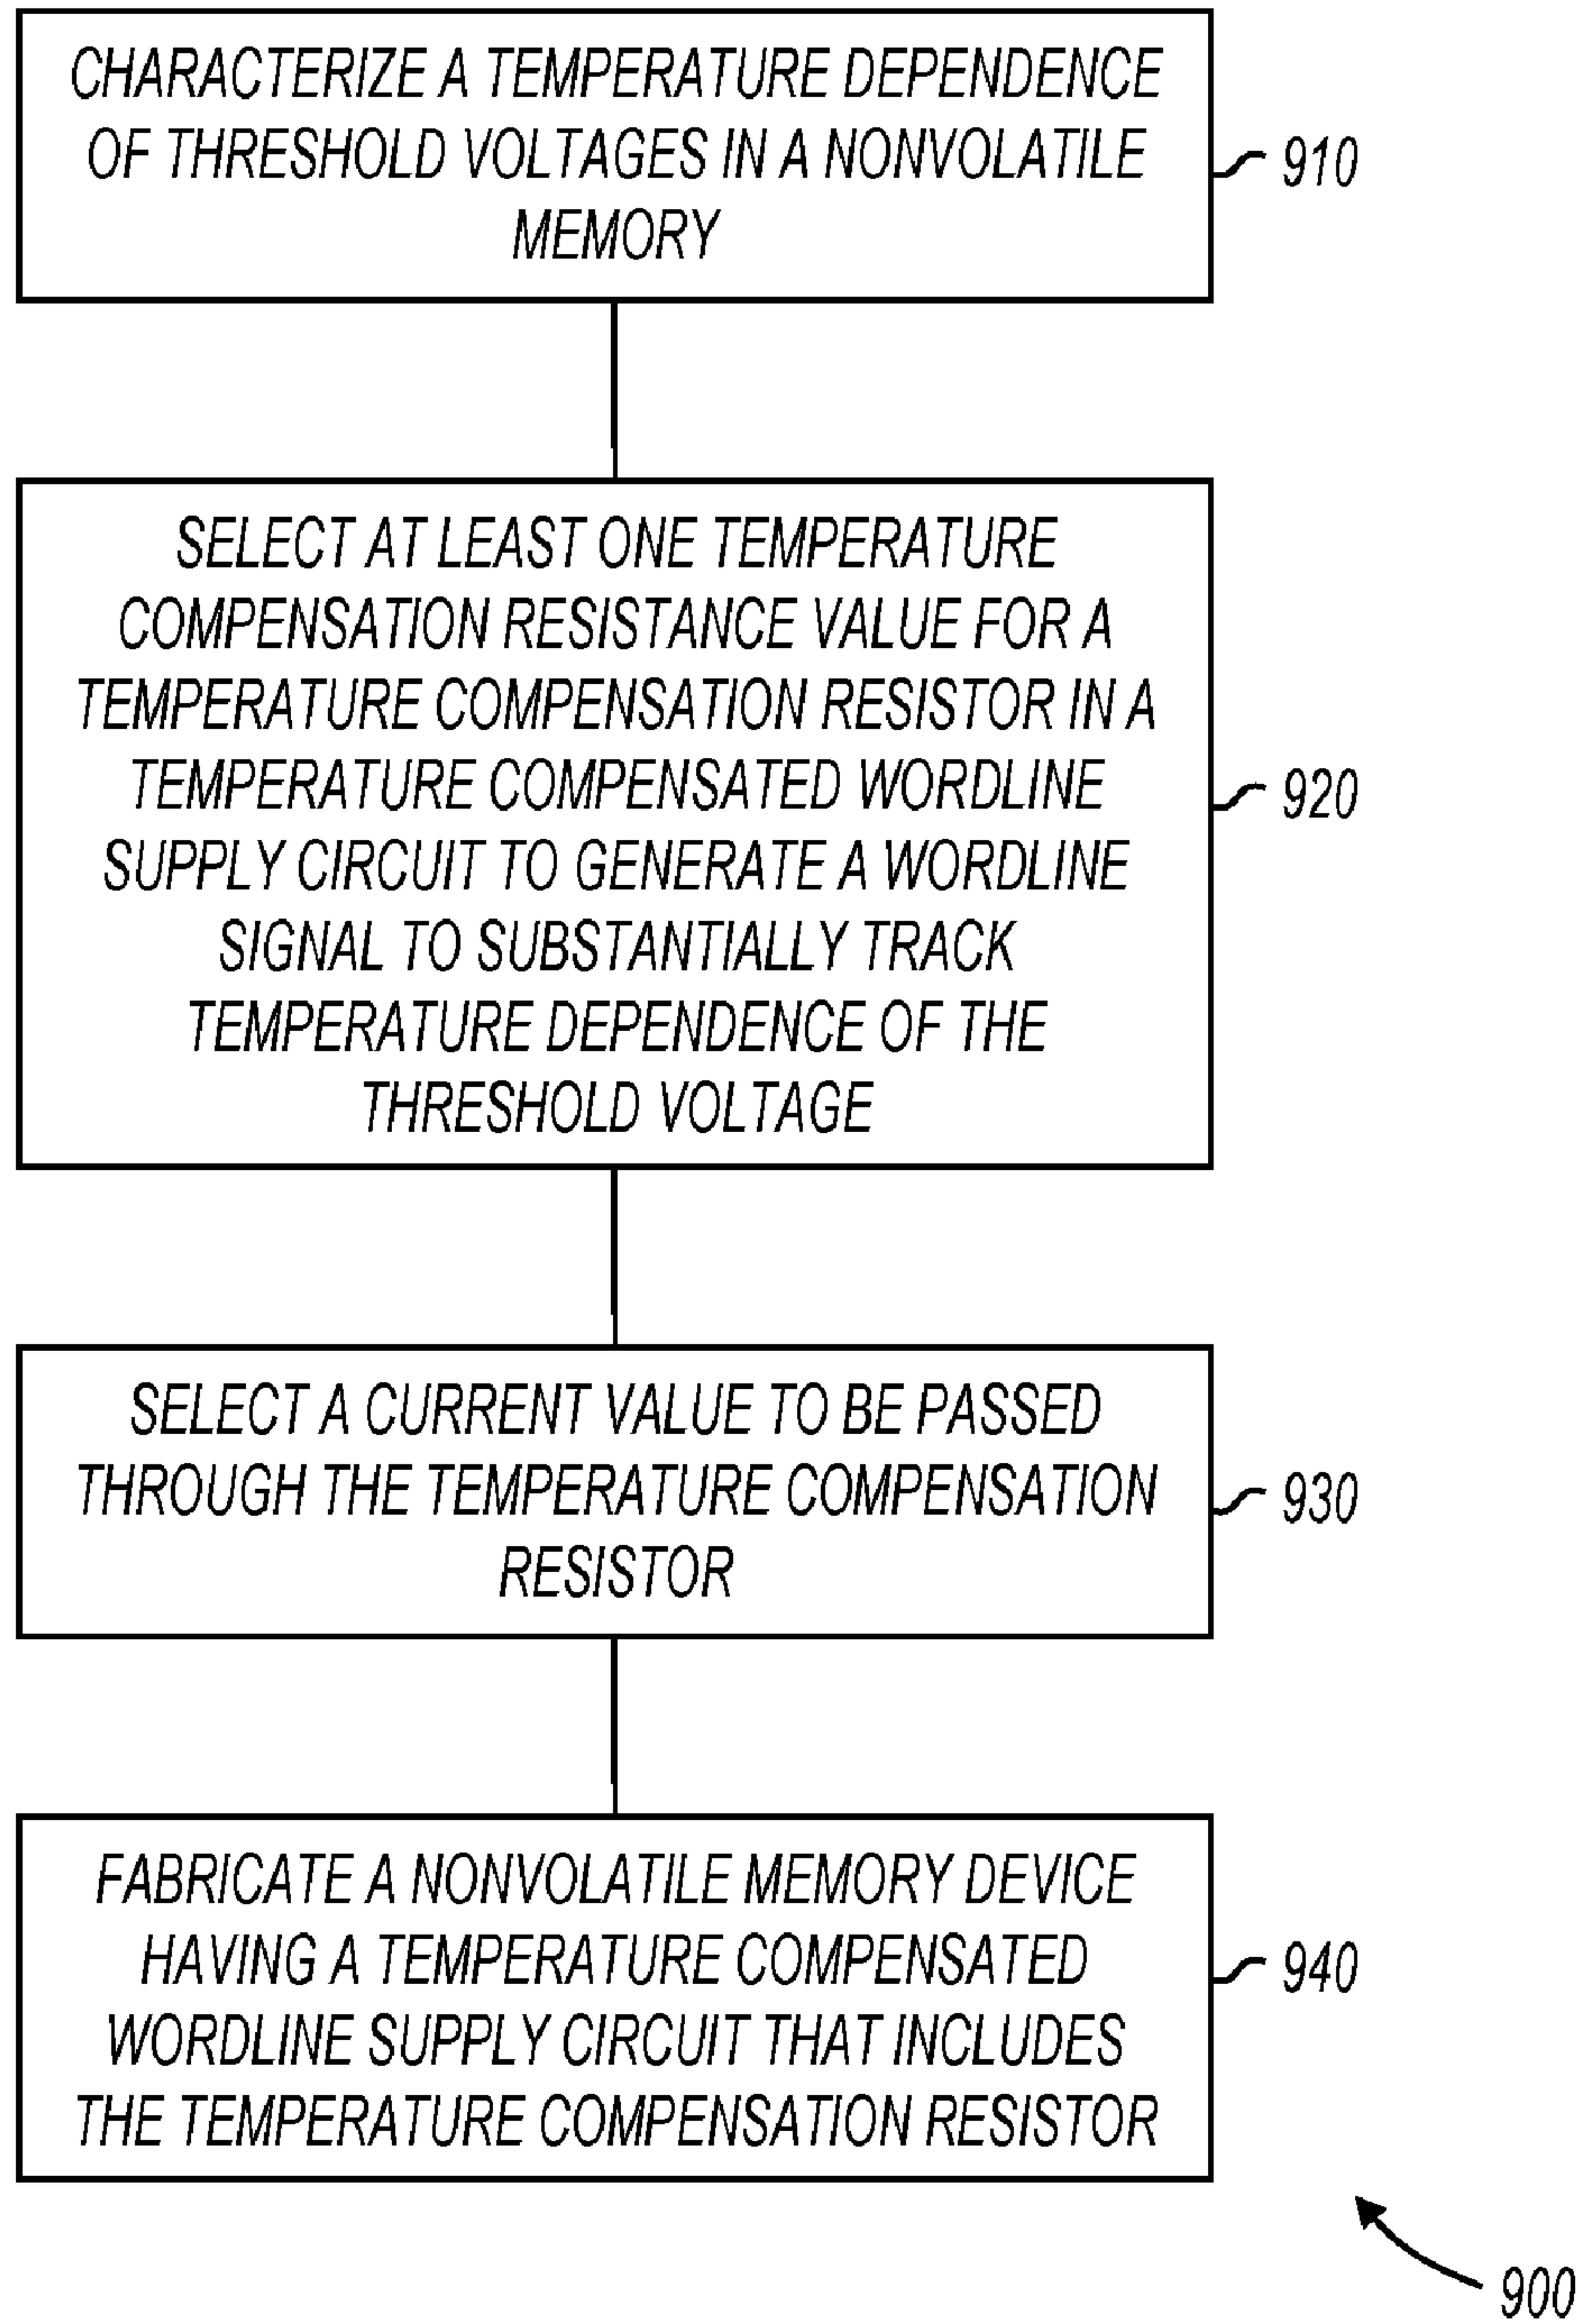 CHARACTERIZE A TEMPERATURE DEPENDENCE
OF THRESHOLD VOLTAGES IN A NONVOLATILE
MEMORY
910
SELECT AT LEAST ONE TEMPERATURE
COMPENSATION RESISTANCE VALUE FOR A
TEMPERATURE COMPENSATION RESISTOR IN A
TEMPERATURE COMPENSATED WORDLINE
SUPPLY CIRCUIT TO GENERATE A WORDLINE
SIGNAL TO SUBSTANTIALLY TRACK
TEMPERATURE DEPENDENCE OF THE
THRESHOLD VOLTAGE
920
SELECT A CURRENT VALUE TO BE PASSED
THROUGH THE TEMPERATURE COMPENSATION
RESISTOR
930
FABRICATE A NONVOLATILE MEMORY DEVICE
HAVING A TEMPERATURE COMPENSATED
WORDLINE SUPPLY CIRCUIT THAT INCLUDES
THE TEMPERATURE COMPENSATION RESISTOR
940
900